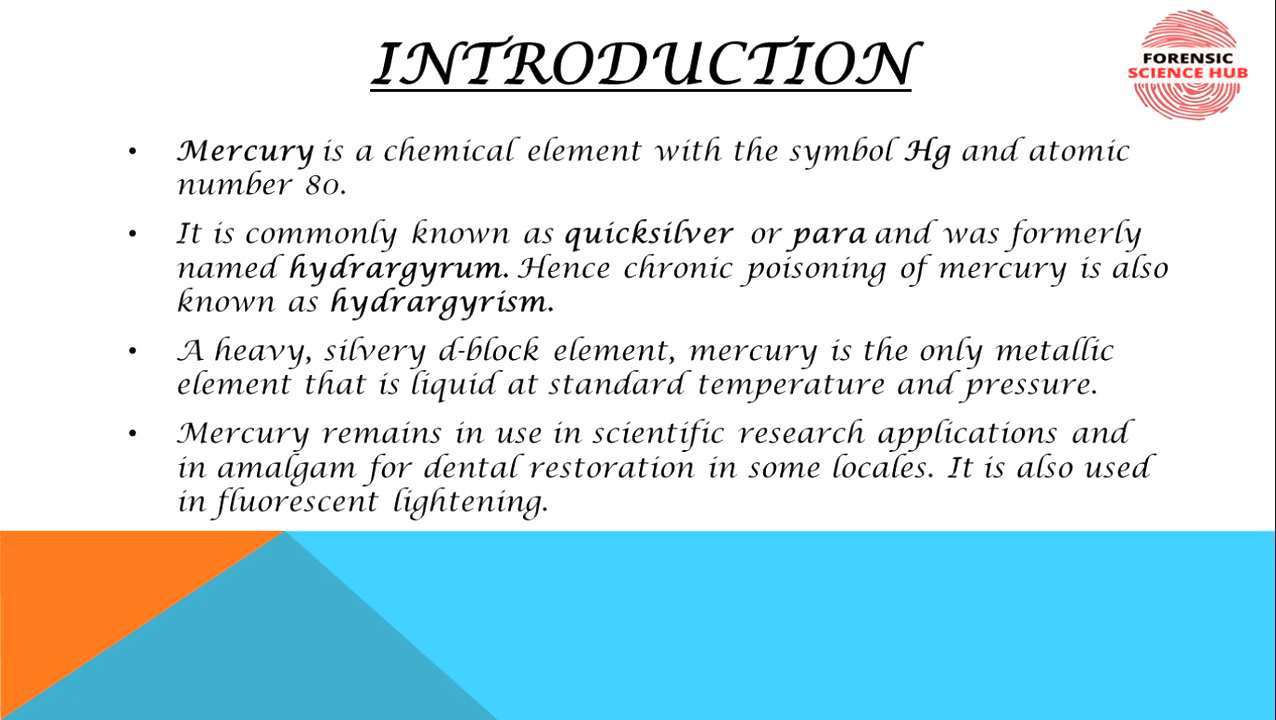 INTRODUCTION
FORENSIC
SCIENCE HUB
• Mercury is a chemical element with the symbol Hg and atomic
number 80.
• It is commonly known as quicksilver or para and was formerly
named hydrargyrum. Hence chronic poisoning of mercury is also
known as hydrargyrism.
• A heavy, silvery d-block element, mercury is the only metallic
element that is liquid at standard temperature and pressure.
• Mercury remains in use in scientific research applications and
in amalgam for dental restoration in some locales. It is also used
in fluorescent lightening.